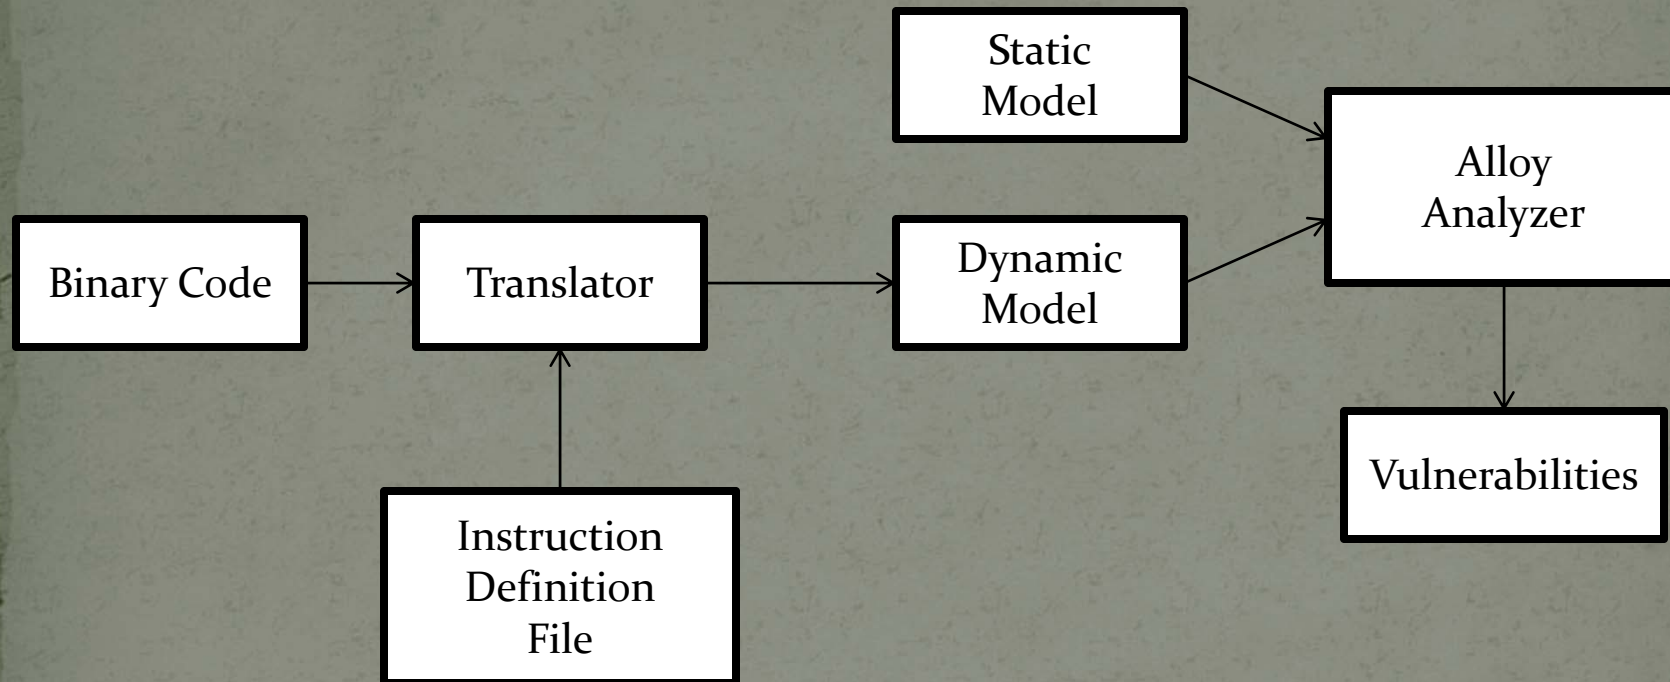 Static
Model
Alloy
Analyzer
Binary Code
Translator
Dynamic
Model
Vulnerabilities
Instruction
Definition
File